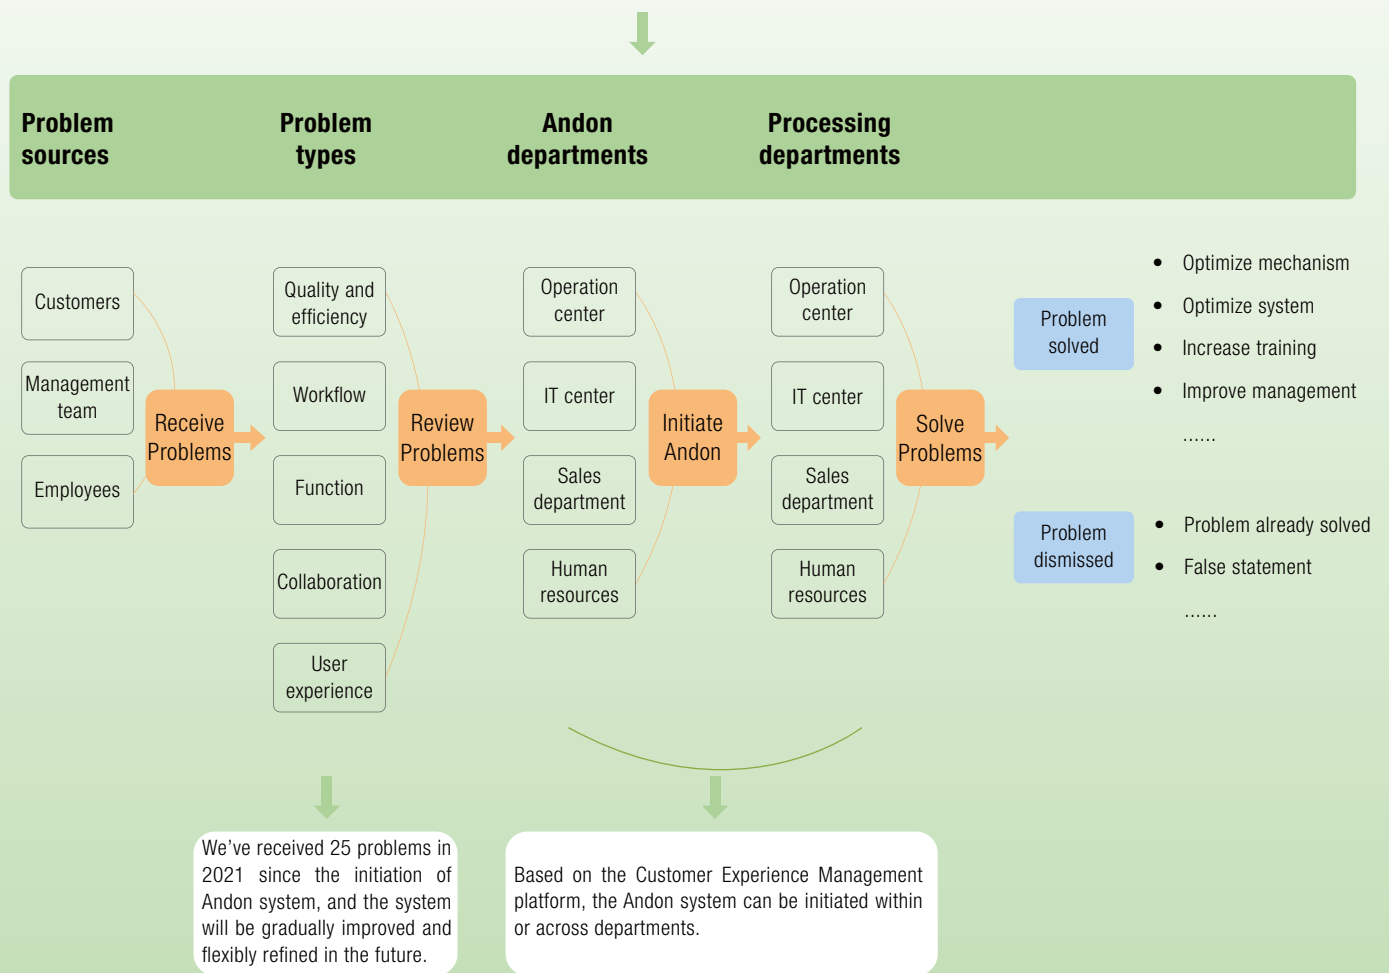 Problem
sources
Problem
types
Andon
departments
Processing
departments
Customers
Management
team
Employees
Receive
Problems
Quality and
efficiency
Workflow
Function
Collaboration
User
experience
Review
Problems
Operation
center
IT center
Sales
department
Human
resources
Initiate
Andon
Operation
center
IT center
Sales
department
Human
resources
Solve
Problems
Problem
solved
• Optimize mechanism
• Optimize system
• Increase training
• Improve management
......
Problem
dismissed
• Problem already solved
• False statement
......
We’ve received 25 problems in
2021 since the initiation of
Andon system, and the system
will be gradually improved and
flexibly refined in the future.
Based on the Customer Experience Management
platform, the Andon system can be initiated within
or across departments.